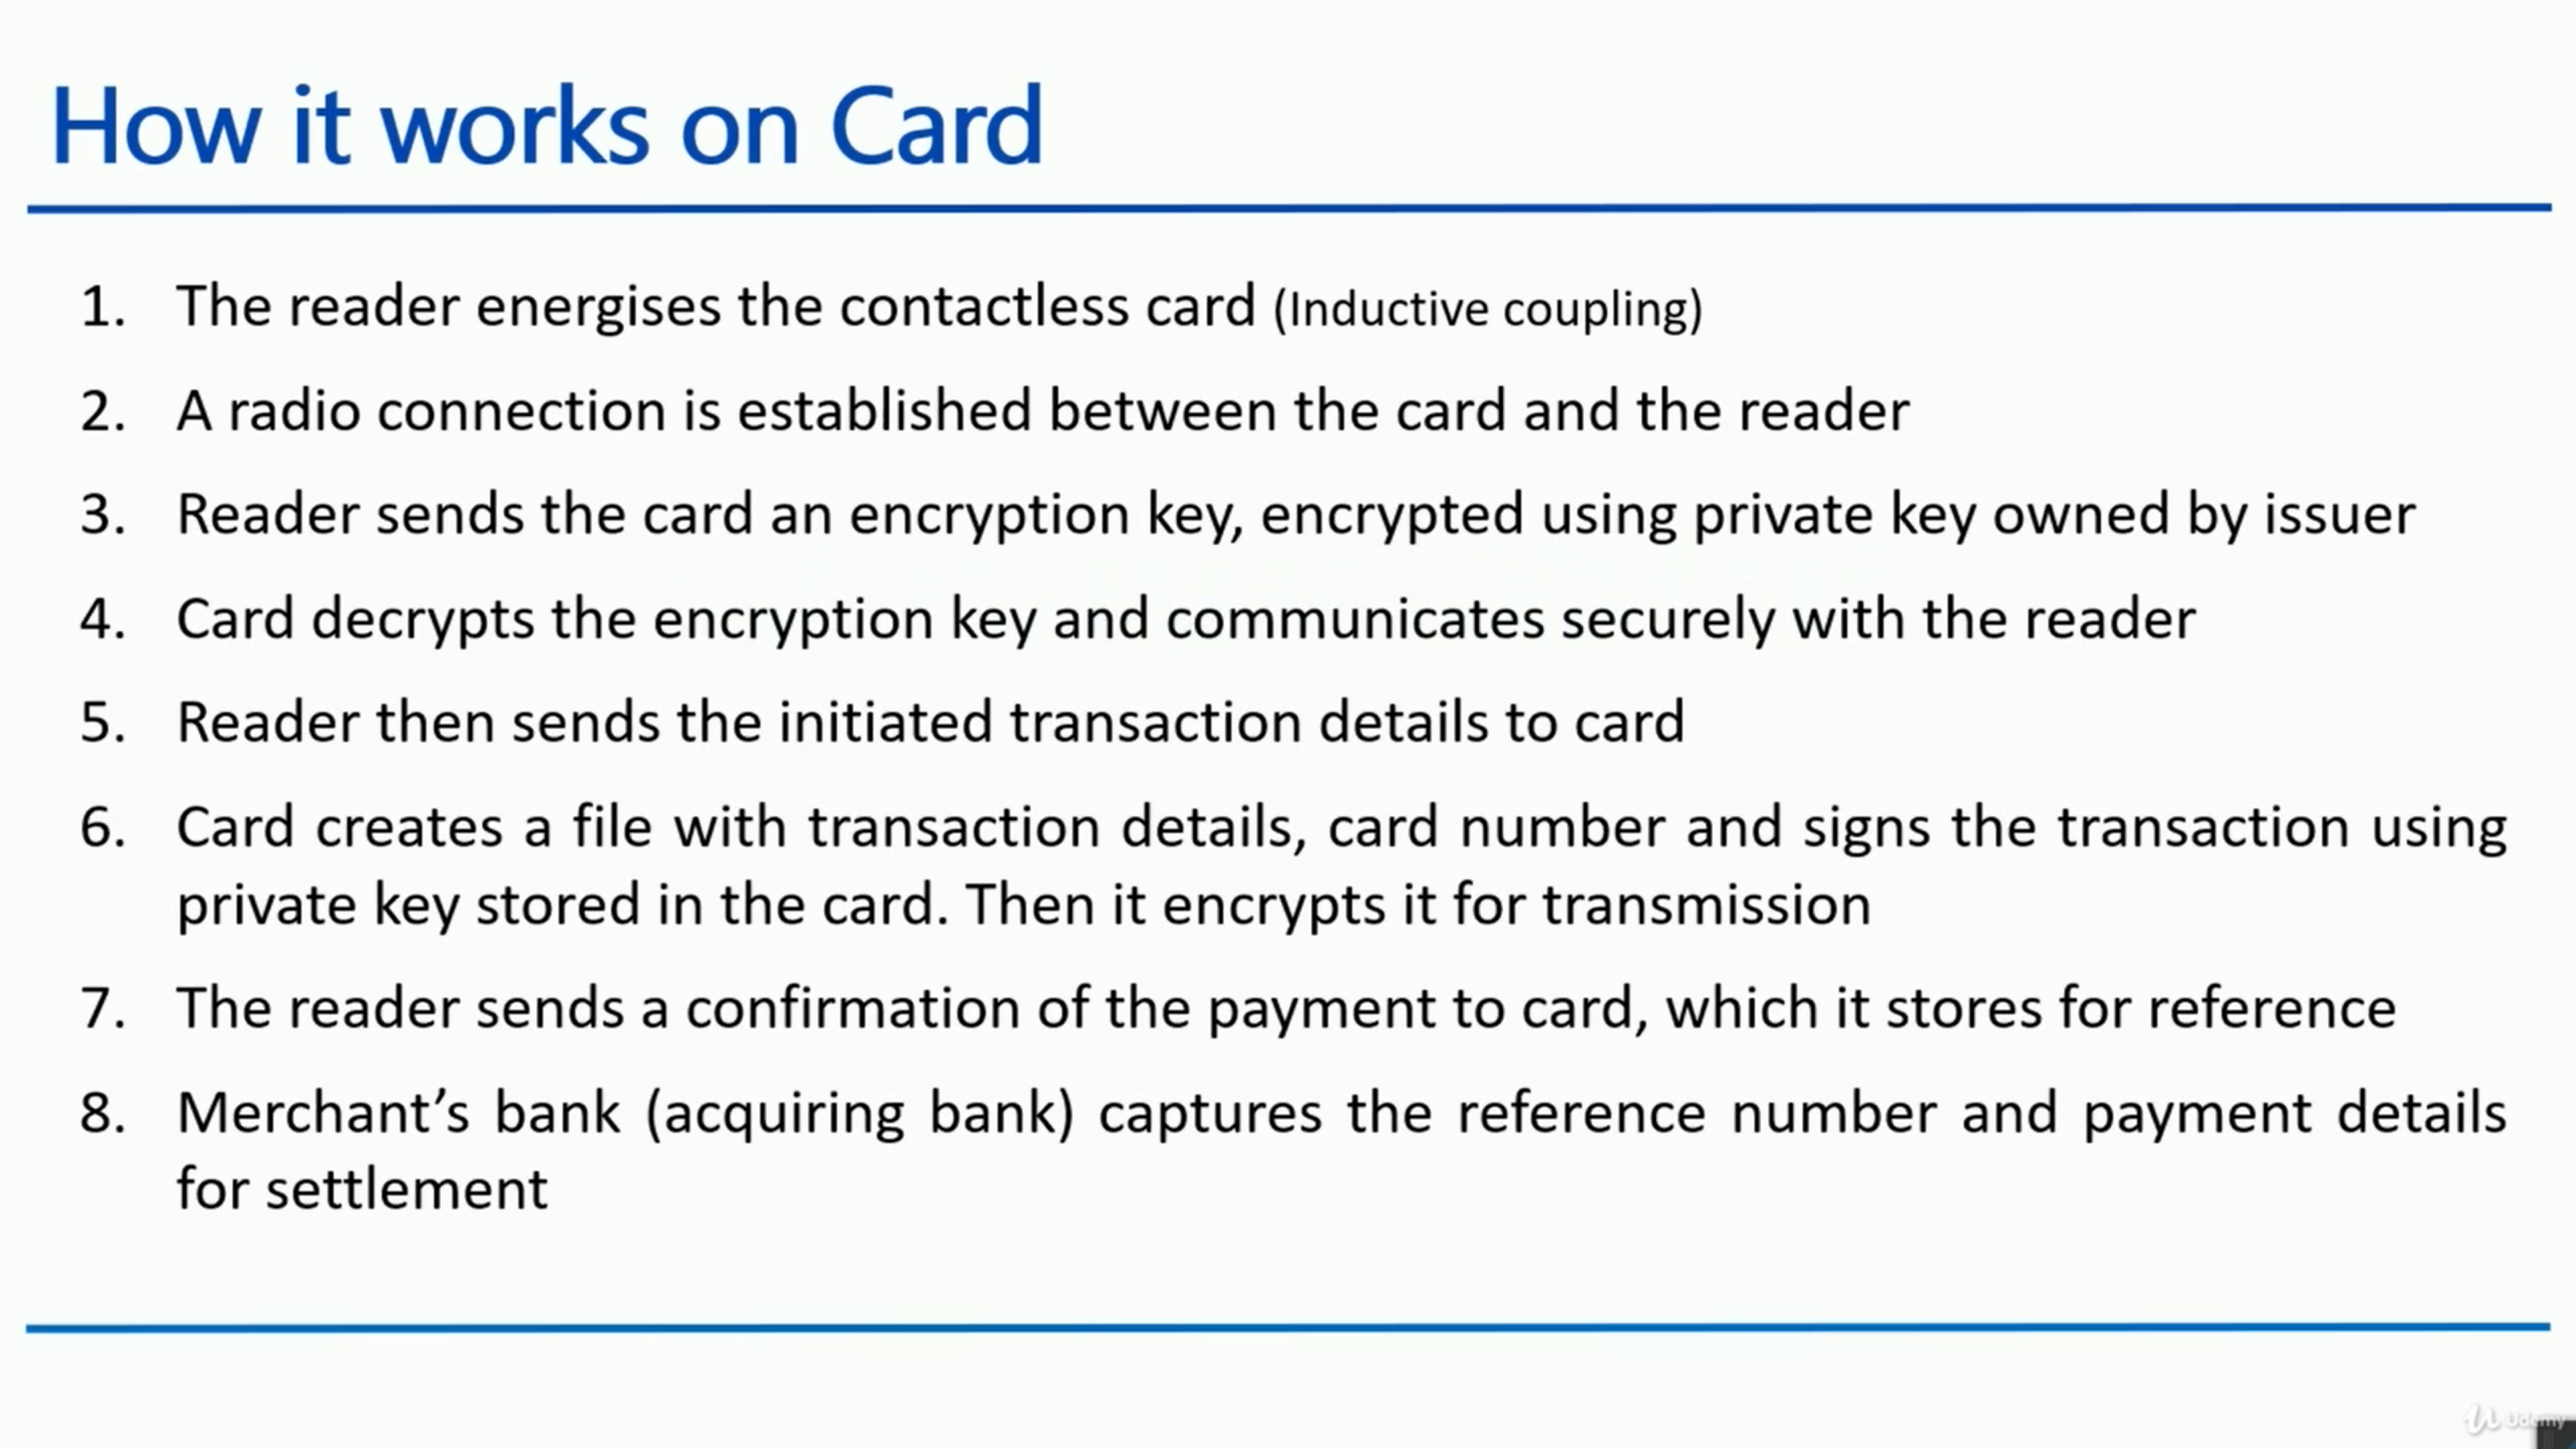 How it works on Card
1. The reader energises the contactless card (Inductive coupling)
2. A radio connection is established between the card and the reader
3. Reader sends the card an encryption key, encrypted using private key owned by issuer
4. Card decrypts the encryption key and communicates securely with the reader
5. Reader then sends the initiated transaction details to card
6. Card creates a file with transaction details, card number and signs the transaction using
private key stored in the card. Then it encrypts it for transmission
7. The reader sends a confirmation of the payment to card, which it stores for reference
8. Merchant’s bank (acquiring bank) captures the reference number and payment details
for settlement
Udemy